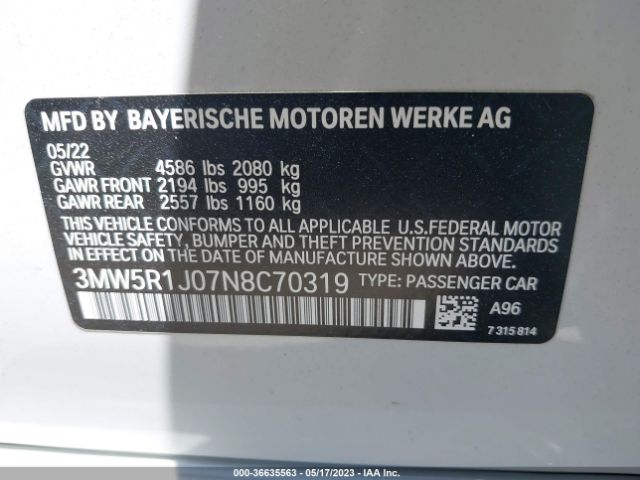 MFD BY BAYERISCHE MOTOREN WERKE AG
05/22
GVWR 4586 lbs 2080 kg
GAWR FRONT 2194 lbs 995 kg
GAWR REAR 2557 lbs 1160 kg
THIS VEHICLE CONFORMS TO ALL APPLICABLE U.S.FEDERAL MOTOR
VEHICLE SAFETY, BUMPER AND THEFT PREVENTION STANDARDS
IN EFFECT ON THE DATE OF MANUFACTURE SHOWN ABOVE.
3MW5R1J07N8C70319 TYPE: PASSENGER CAR
A96
7 315 814
000-36635563 - 05/17/2023 - IAAI.COM